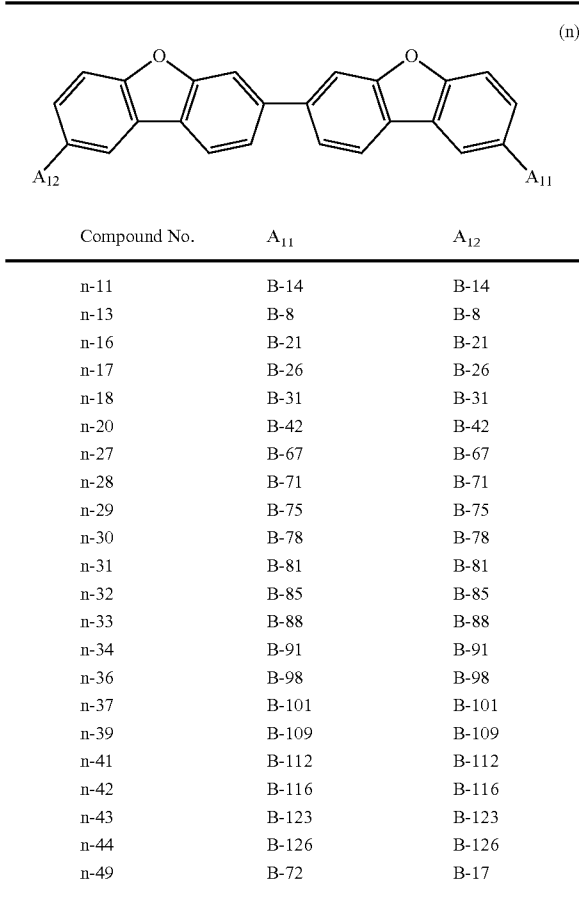 (n)
O O
A12 A11
Compound No. A11 A12
n-11 B-14 B-14
n-13 B-8 B-8
n-16 B-21 B-21
n-17 B-26 B-26
n-18 B-31 B-31
n-20 B-42 B-42
n-27 B-67 B-67
n-28 B-71 B-71
n-29 B-75 B-75
n-30 B-78 B-78
n-31 B-81 B-81
n-32 B-85 B-85
n-33 B-88 B-88
n-34 B-91 B-91
n-36 B-98 B-98
n-37 B-101 B-101
n-39 B-109 B-109
n-41 B-112 B-112
n-42 B-116 B-116
n-43 B-123 B-123
n-44 B-126 B-126
n-49 B-72 B-17